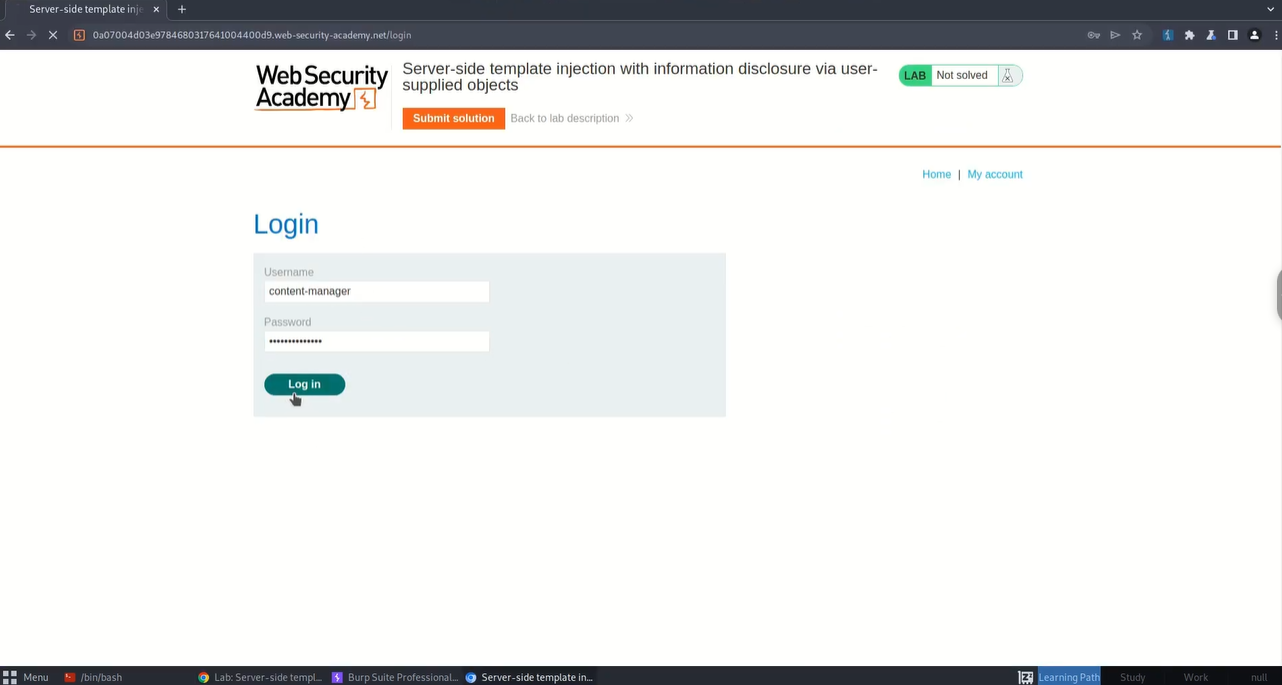 Server-side template inje
0a07004d03e9784680317641004400d9.web-security-academy.net/login
WebSecurity
Academy
Server-side template injection with information disclosure via user-
supplied objects
LAB Not solved
Submit solution Back to lab description
Home | My account
Login
Username
content-manager
Password
••••••••••••••
Log in
Menu /bin/bash Lab: Server-side templ... Burp Suite Professional... Server-side template in... Learning Path Study Work null